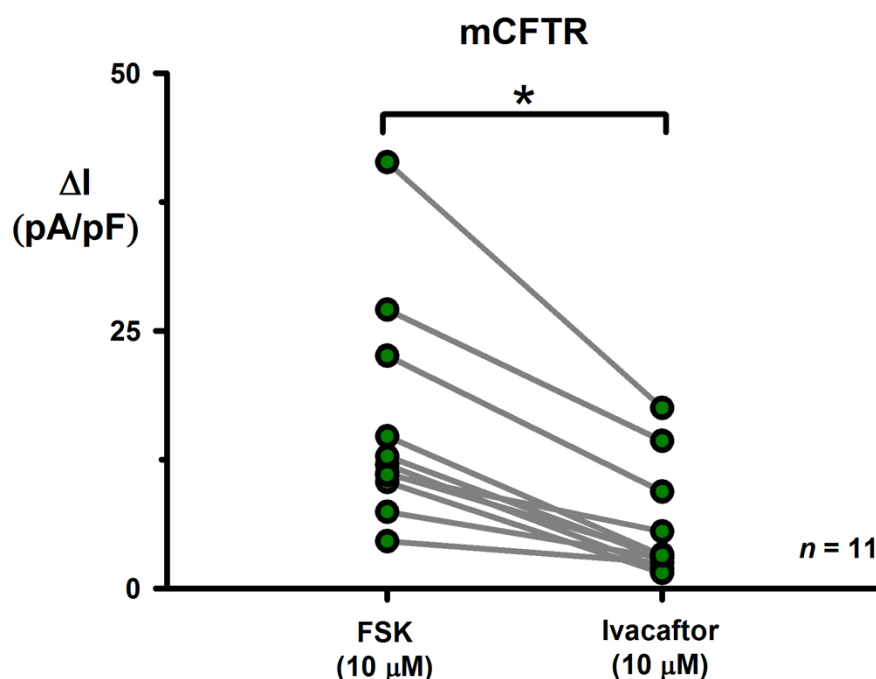 mCFTR
50
*
ΔI
(pA/pF)
25
n = 11
0
FSK
(10 μM)
Ivacaftor
(10 μM)